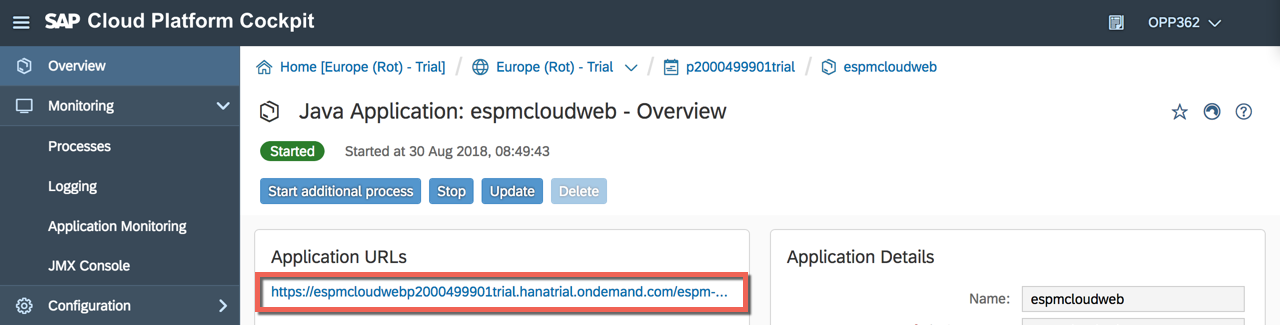 SAP Cloud Platform Cockpit
OPP362
Overview
Home [Europe (Rot) - Trial] / Europe (Rot) - Trial / p2000499901trial / espmcloudweb
Monitoring
Processes
Logging
Application Monitoring
JMX Console
Configuration
Java Application: espmcloudweb - Overview
Started
Started at 30 Aug 2018, 08:49:43
Start additional process
Stop
Update
Delete
Application URLs
https://espmcloudwebp2000499901trial.hanatrial.ondemand.com/espm-...
Application Details
Name: espmcloudweb